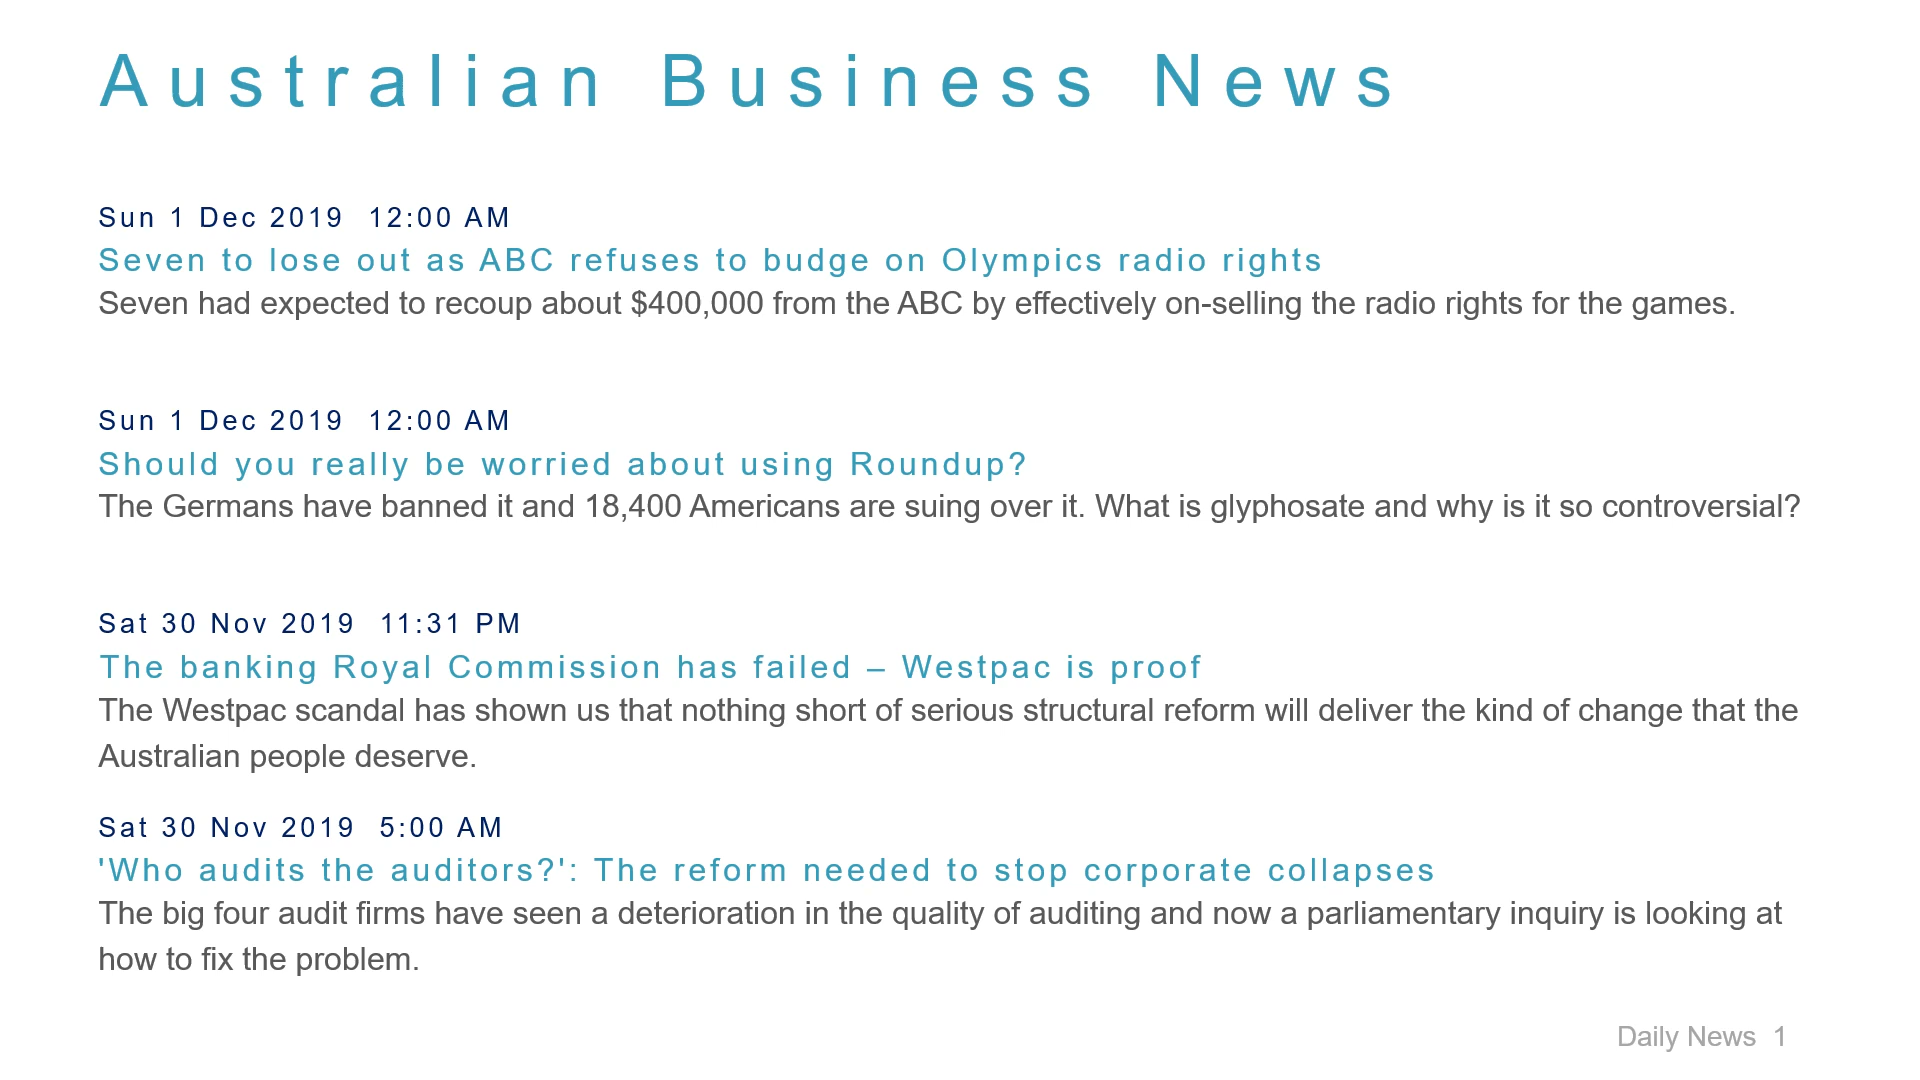 Australian Business News
Sun 1 Dec 2019  12:00 AM
Seven to lose out as ABC refuses to budge on Olympics radio rights
Seven had expected to recoup about $400,000 from the ABC by effectively on-selling the radio rights for the games.
Sun 1 Dec 2019  12:00 AM
Should you really be worried about using Roundup?
The Germans have banned it and 18,400 Americans are suing over it. What is glyphosate and why is it so controversial?
Sat 30 Nov 2019  11:31 PM
The banking Royal Commission has failed – Westpac is proof
The Westpac scandal has shown us that nothing short of serious structural reform will deliver the kind of change that the
Australian people deserve.
Sat 30 Nov 2019  5:00 AM
'Who audits the auditors?': The reform needed to stop corporate collapses
The big four audit firms have seen a deterioration in the quality of auditing and now a parliamentary inquiry is looking at
how to fix the problem.
Daily News  1